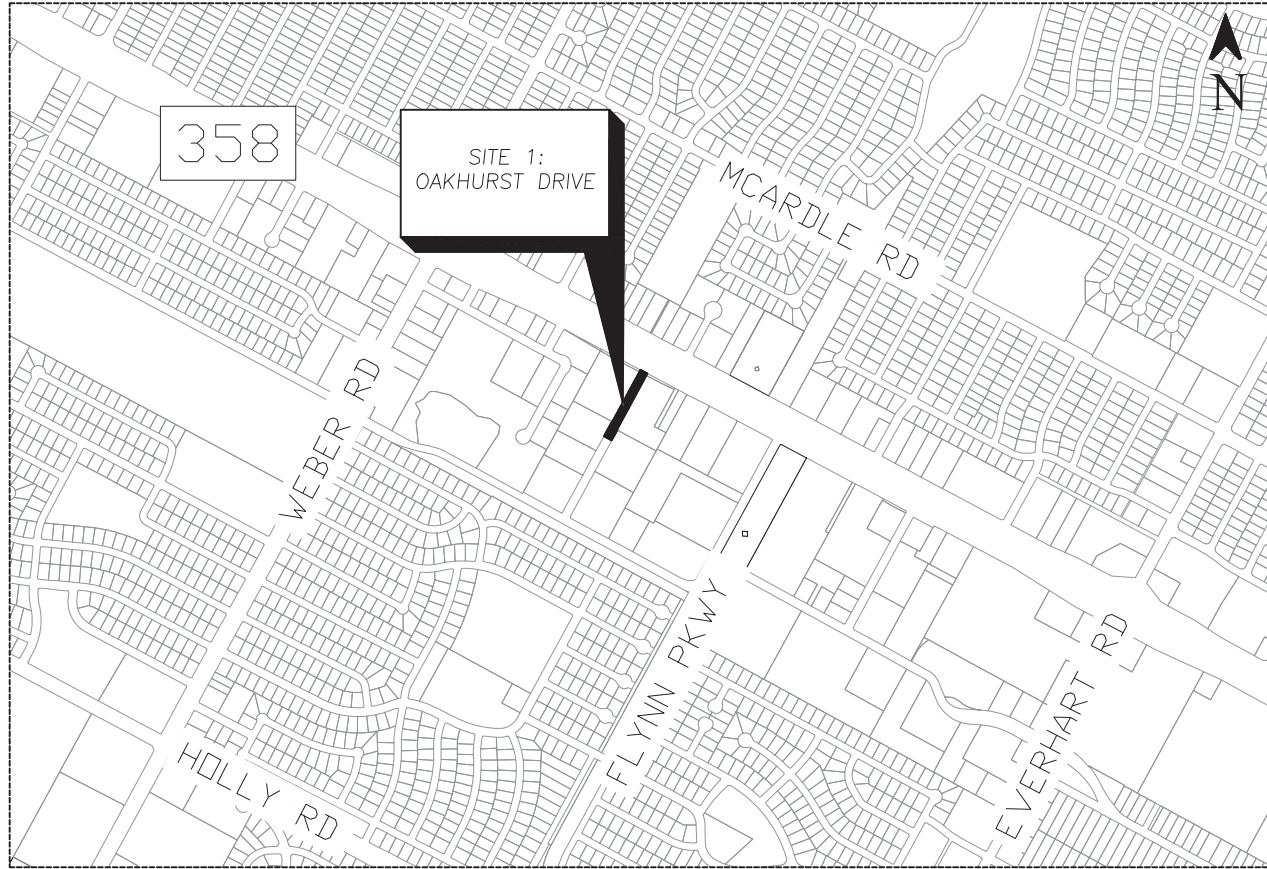 N
358
SITE 1:
OAKHURST DRIVE
MCARDLE RD
WEBER RD
FLYNN PKWY
EVERHART RD
HOLLY RD